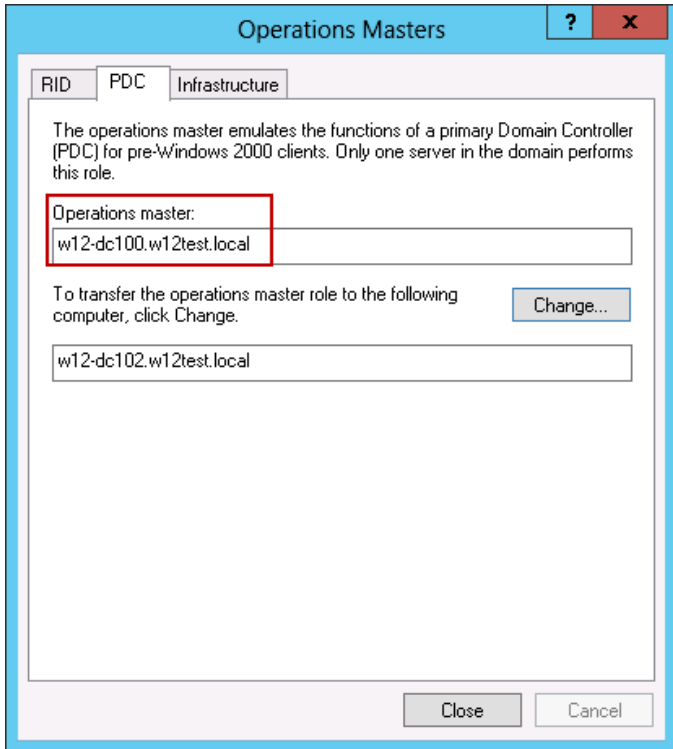 Operations Masters
? x
RID PDC Infrastructure
The operations master emulates the functions of a primary Domain Controller
(PDC) for pre-Windows 2000 clients. Only one server in the domain performs
this role.
Operations master:
w12-dc100.w12test.local
To transfer the operations master role to the following
computer, click Change.
Change...
w12-dc102.w12test.local
Close Cancel